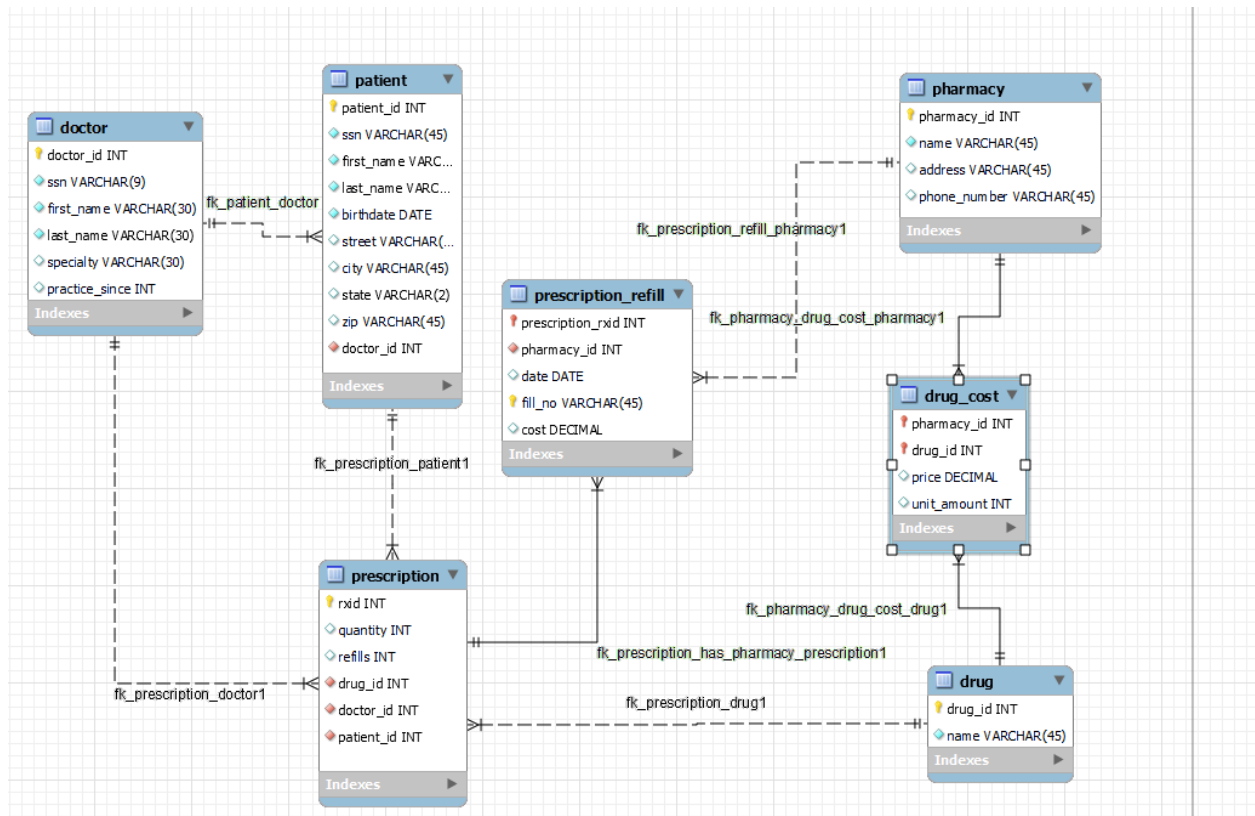 doctor
doctor_id INT
ssn VARCHAR(9)
first_name VARCHAR(30)
last_name VARCHAR(30)
specialty VARCHAR(30)
practice_since INT
Indexes
fk_patient_doctor
patient
patient_id INT
ssn VARCHAR(45)
first_name VARC...
last_name VARC...
birthdate DATE
street VARCHAR(...
city VARCHAR(45)
state VARCHAR(2)
zip VARCHAR(45)
doctor_id INT
Indexes
fk_prescription_patient1
prescription_refill
prescription_rxid INT
pharmacy_id INT
date DATE
fill_no VARCHAR(45)
cost DECIMAL
Indexes
fk_prescription_refill_pharmacy1
pharmacy
pharmacy_id INT
name VARCHAR(45)
address VARCHAR(45)
phone_number VARCHAR(45)
Indexes
fk_pharmacy_drug_cost_pharmacy1
drug_cost
pharmacy_id INT
drug_id INT
price DECIMAL
unit_amount INT
Indexes
fk_pharmacy_drug_cost_drug1
prescription
rxid INT
quantity INT
refills INT
drug_id INT
doctor_id INT
patient_id INT
Indexes
fk_prescription_doctor1
fk_prescription_has_pharmacy_prescription1
fk_prescription_drug1
drug
drug_id INT
name VARCHAR(45)
Indexes